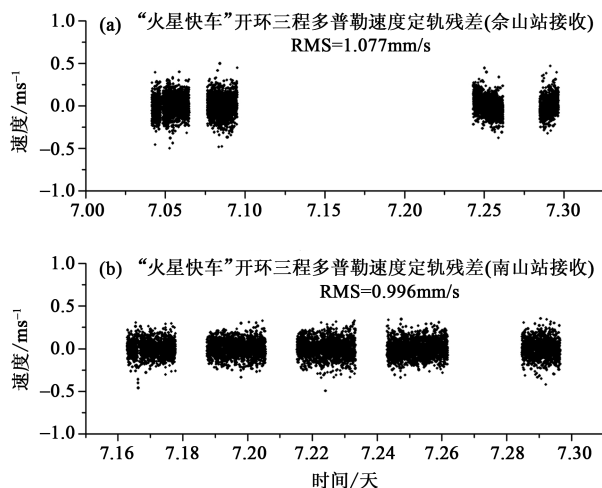 (a) “火星快车”开环三程多普勒速度定轨残差(佘山站接收)
RMS=1.077mm/s
速度/ms⁻¹
1.0
0.5
0.0
−0.5
−1.0
7.00 7.05 7.10 7.15 7.20 7.25 7.30
(b) “火星快车”开环三程多普勒速度定轨残差(南山站接收)
RMS=0.996mm/s
速度/ms⁻¹
1.0
0.5
0.0
−0.5
−1.0
7.16 7.18 7.20 7.22 7.24 7.26 7.28 7.30
时间/天